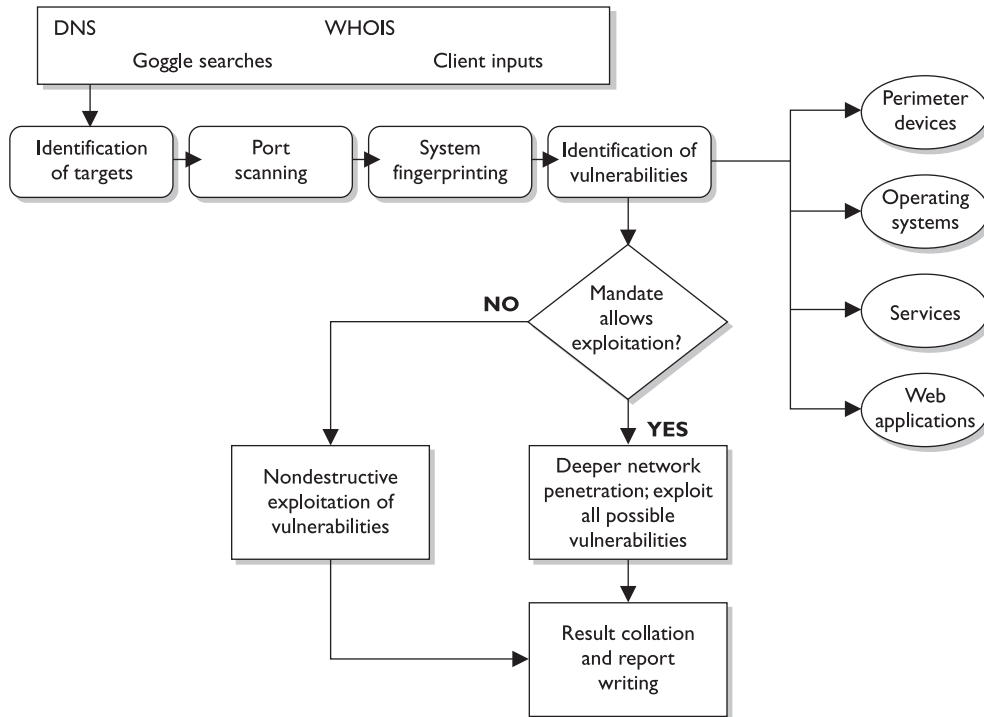 DNS WHOIS
Goggle searches Client inputs
Identification
of targets
Port
scanning
System
fingerprinting
Identification of
vulnerabilities
Perimeter
devices
Operating
systems
Services
Web
applications
Mandate
allows
exploitation?
NO
YES
Nondestructive
exploitation of
vulnerabilities
Deeper network
penetration; exploit
all possible
vulnerabilities
Result collation
and report
writing